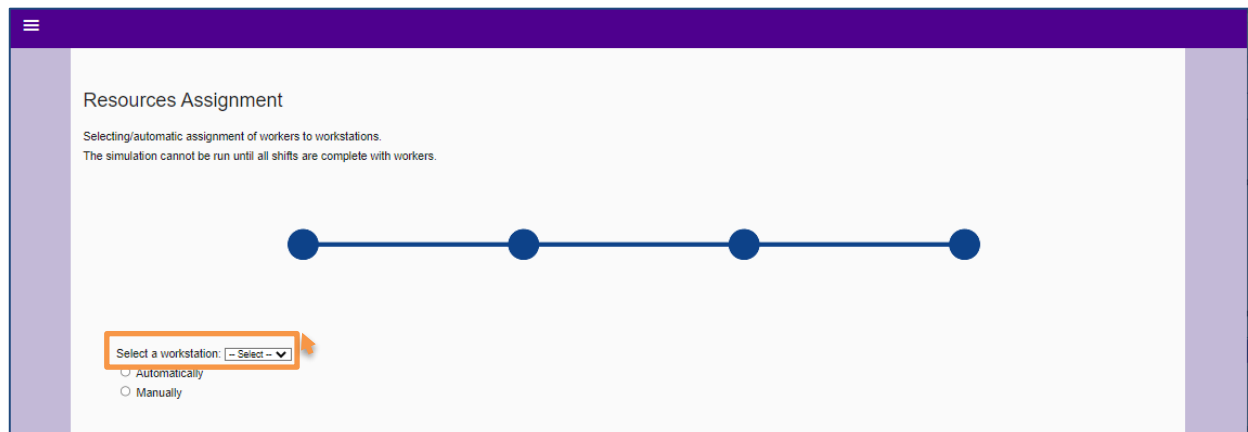 Resources Assignment
Selecting/automatic assignment of workers to workstations.
The simulation cannot be run until all shifts are complete with workers.
Select a workstation: -- Select --
Automatically
Manually